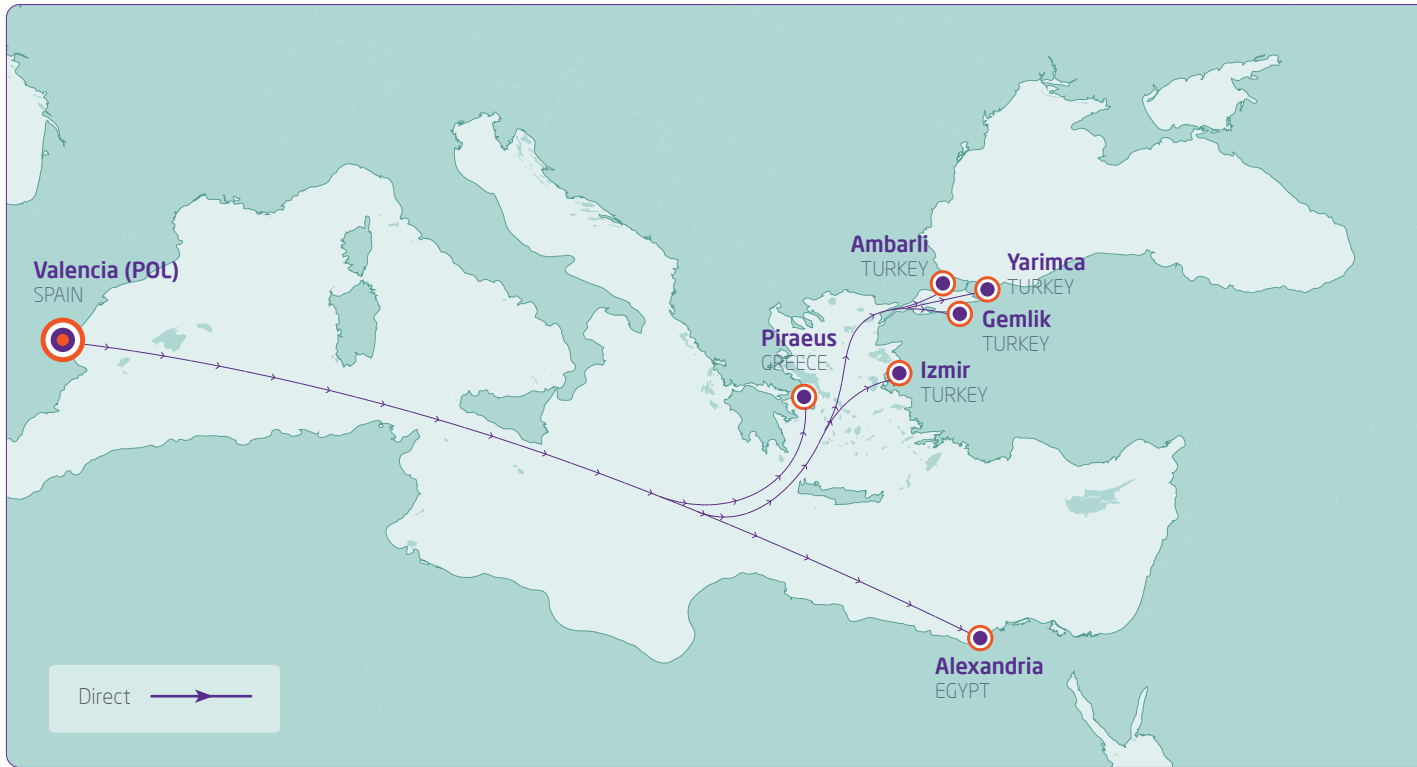 Valencia (POL)
SPAIN
Ambarli
TURKEY
Yarimca
TURKEY
Gemlik
TURKEY
Piraeus
GREECE
Izmir
TURKEY
Alexandria
EGYPT
Direct